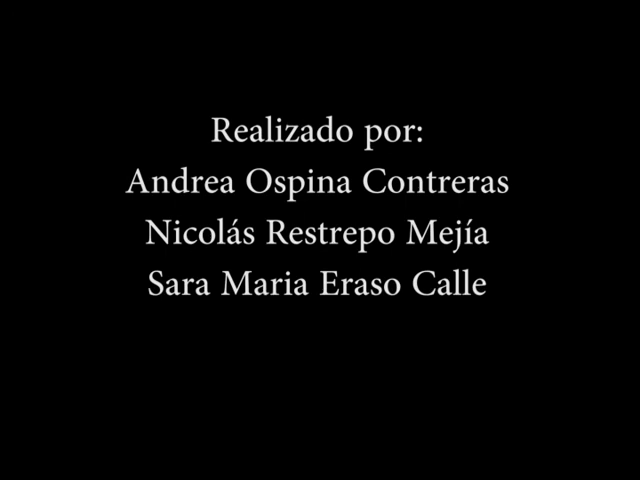 Realizado por:
Andrea Ospina Contreras
Nicolás Restrepo Mejía
Sara Maria Eraso Calle